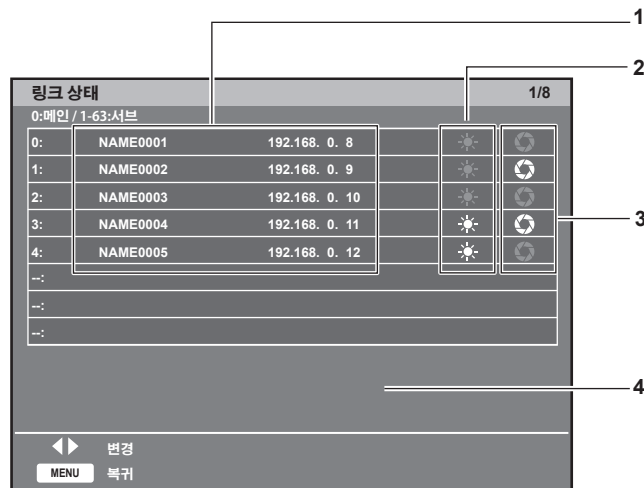 1
2
링크 상태 1/8
0:메인 / 1-63:서브
0: NAME0001 192.168. 0. 8
1: NAME0002 192.168. 0. 9
2: NAME0003 192.168. 0. 10
3: NAME0004 192.168. 0. 11
3
4: NAME0005 192.168. 0. 12
--:
--:
--:
4
변경
MENU 복귀